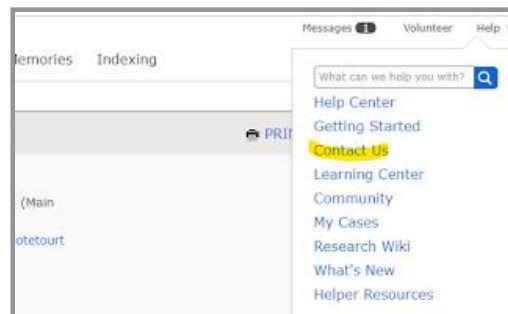 Messages 1 Volunteer Help
Memories Indexing
What can we help you with?
Help Center
Getting Started
PRI
Contact Us
Learning Center
(Main
Community
My Cases
otetourt
Research Wiki
What's New
Helper Resources